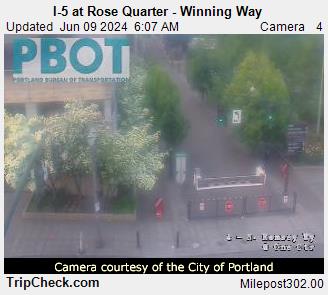 I-5 at Rose Quarter - Winning Way
Updated Jun 09 2024 6:07 AM Camera 4
PBOT
PORTLAND BUREAU OF TRANSPORTATION
Camera courtesy of the City of Portland
TripCheck.com Milepost302.00